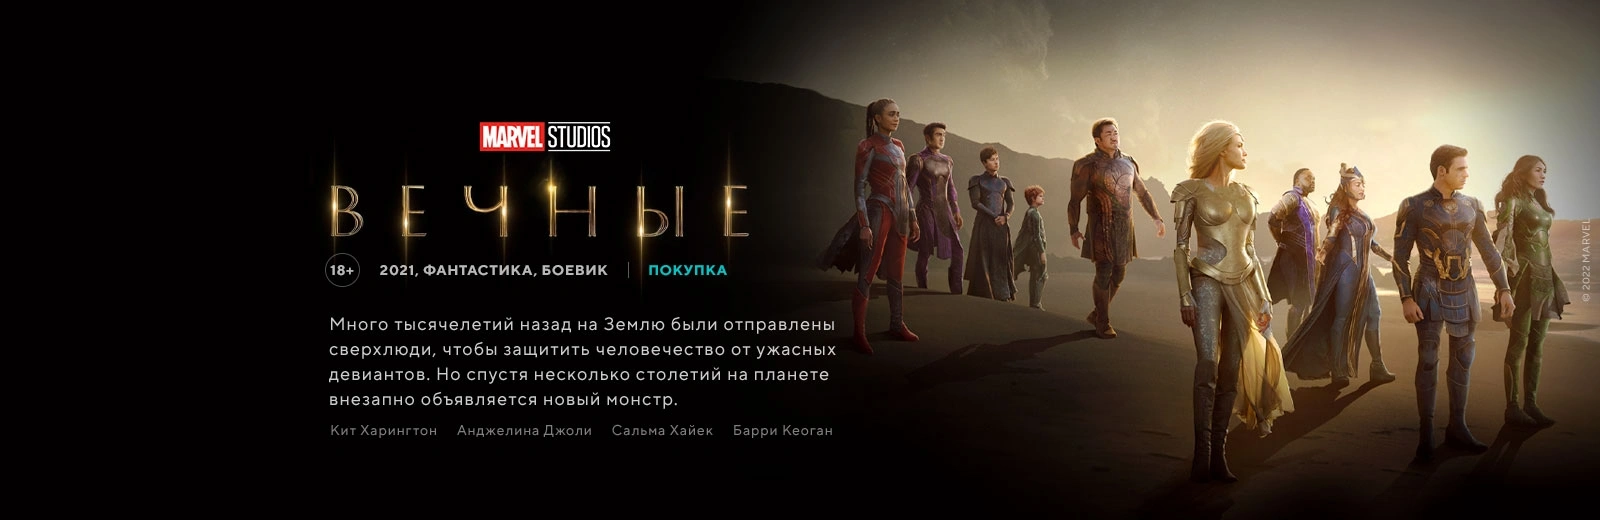 MARVEL STUDIOS
ВЕЧНЫЕ
18+ 2021, ФАНТАСТИКА, БОЕВИК | ПОКУПКА
Много тысячелетий назад на Землю были отправлены
сверхлюди, чтобы защитить человечество от ужасных
девиантов. Но спустя несколько столетий на планете
внезапно объявляется новый монстр.
Кит Харингтон Анджелина Джоли Сальма Хайек Барри Кеоган
© 2022 MARVEL